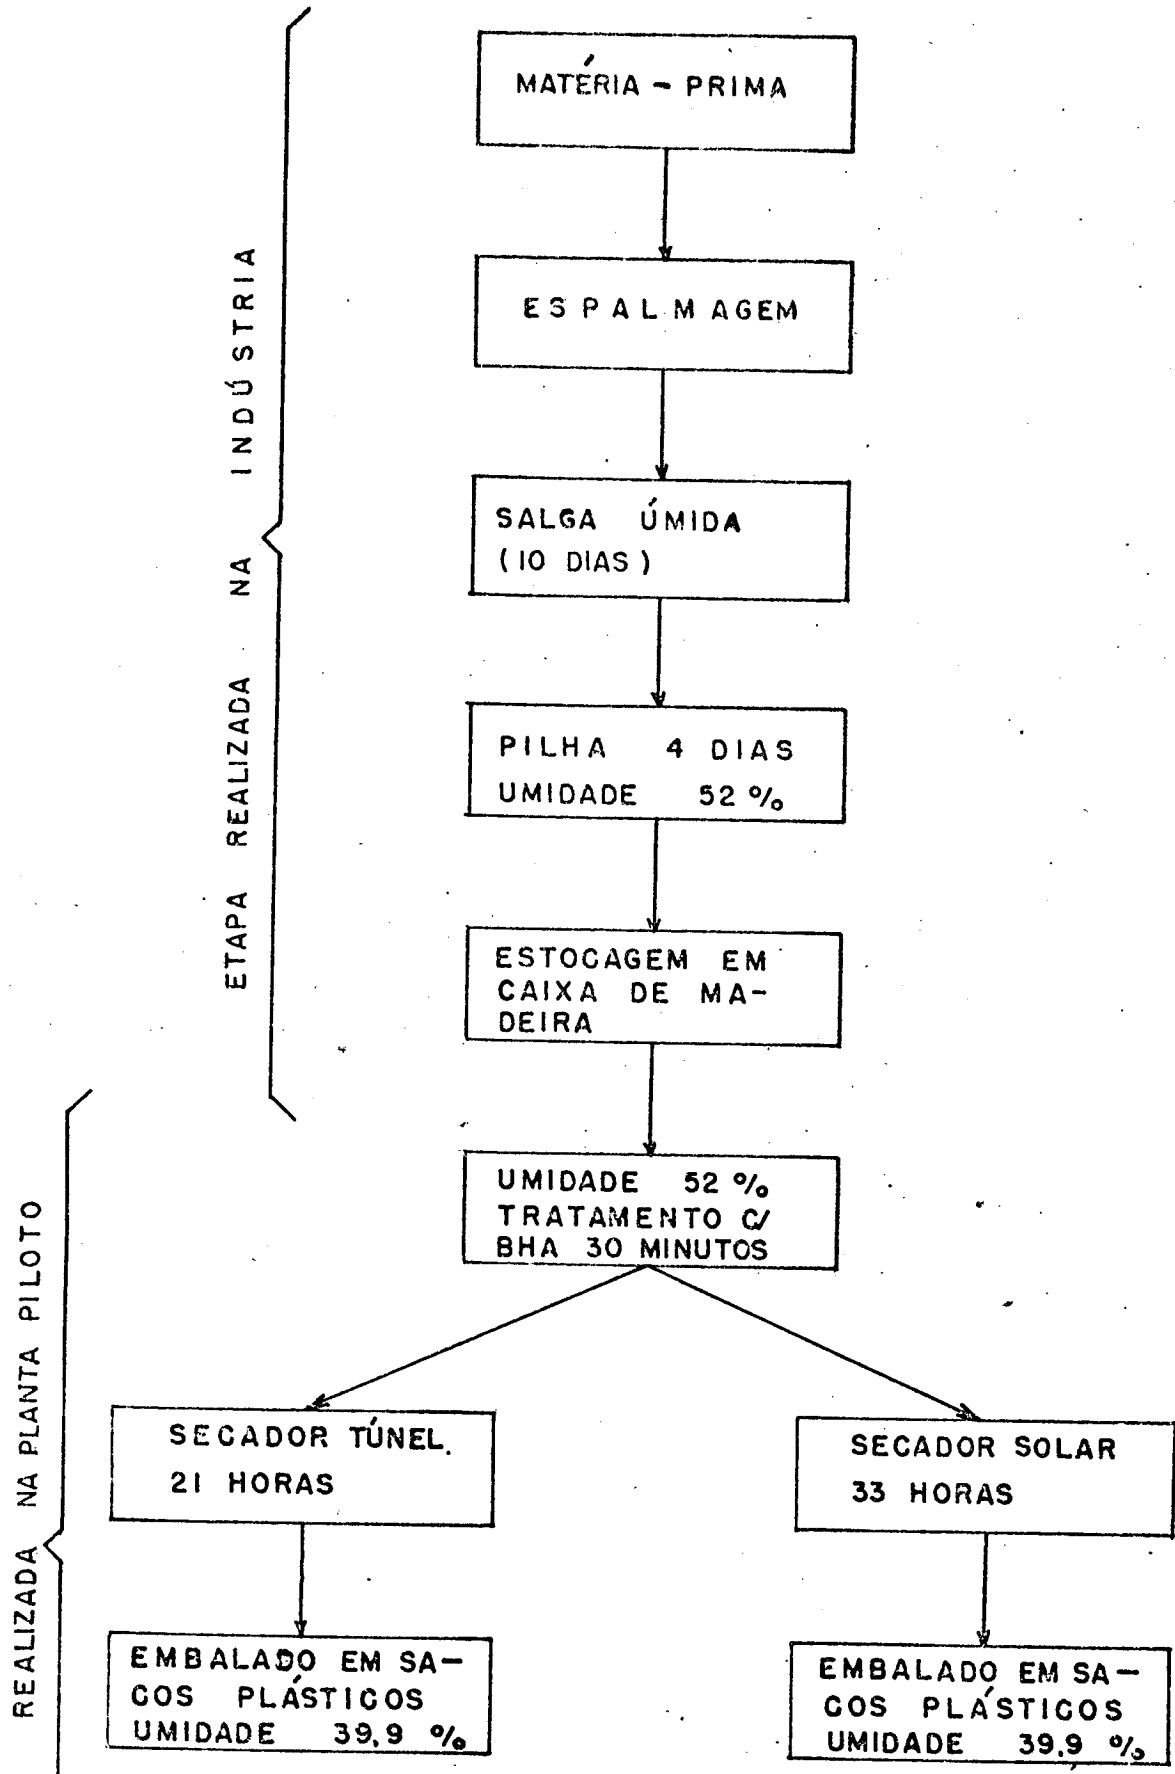 MATÉRIA - PRIMA
ESPALMAGEM
SALGA ÚMIDA
(10 DIAS)
PILHA 4 DIAS
UMIDADE 52 %
ESTOCAGEM EM
CAIXA DE MA-
DEIRA
ETAPA REALIZADA NA INDÚSTRIA
UMIDADE 52 %
TRATAMENTO C/
BHA 30 MINUTOS
SECADOR TÚNEL.
21 HORAS
SECADOR SOLAR
33 HORAS
EMBALADO EM SA-
COS PLÁSTICOS
UMIDADE 39,9 %
EMBALADO EM SA-
COS PLÁSTICOS
UMIDADE 39,9 %
REALIZADA NA PLANTA PILOTO